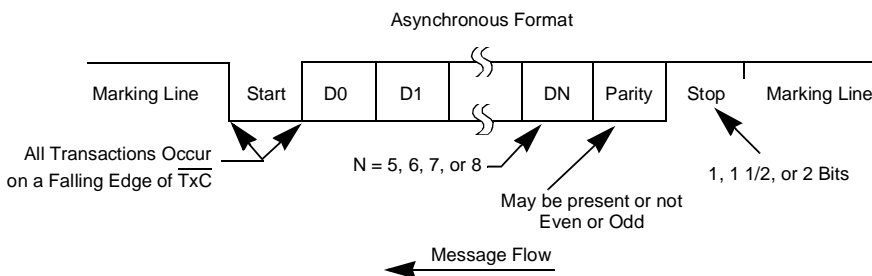 Asynchronous Format
Marking Line Start D0 D1 DN Parity Stop Marking Line
All Transactions Occur
on a Falling Edge of T̅x̅C̅
N = 5, 6, 7, or 8
1, 1 1/2, or 2 Bits
May be present or not
Even or Odd
Message Flow